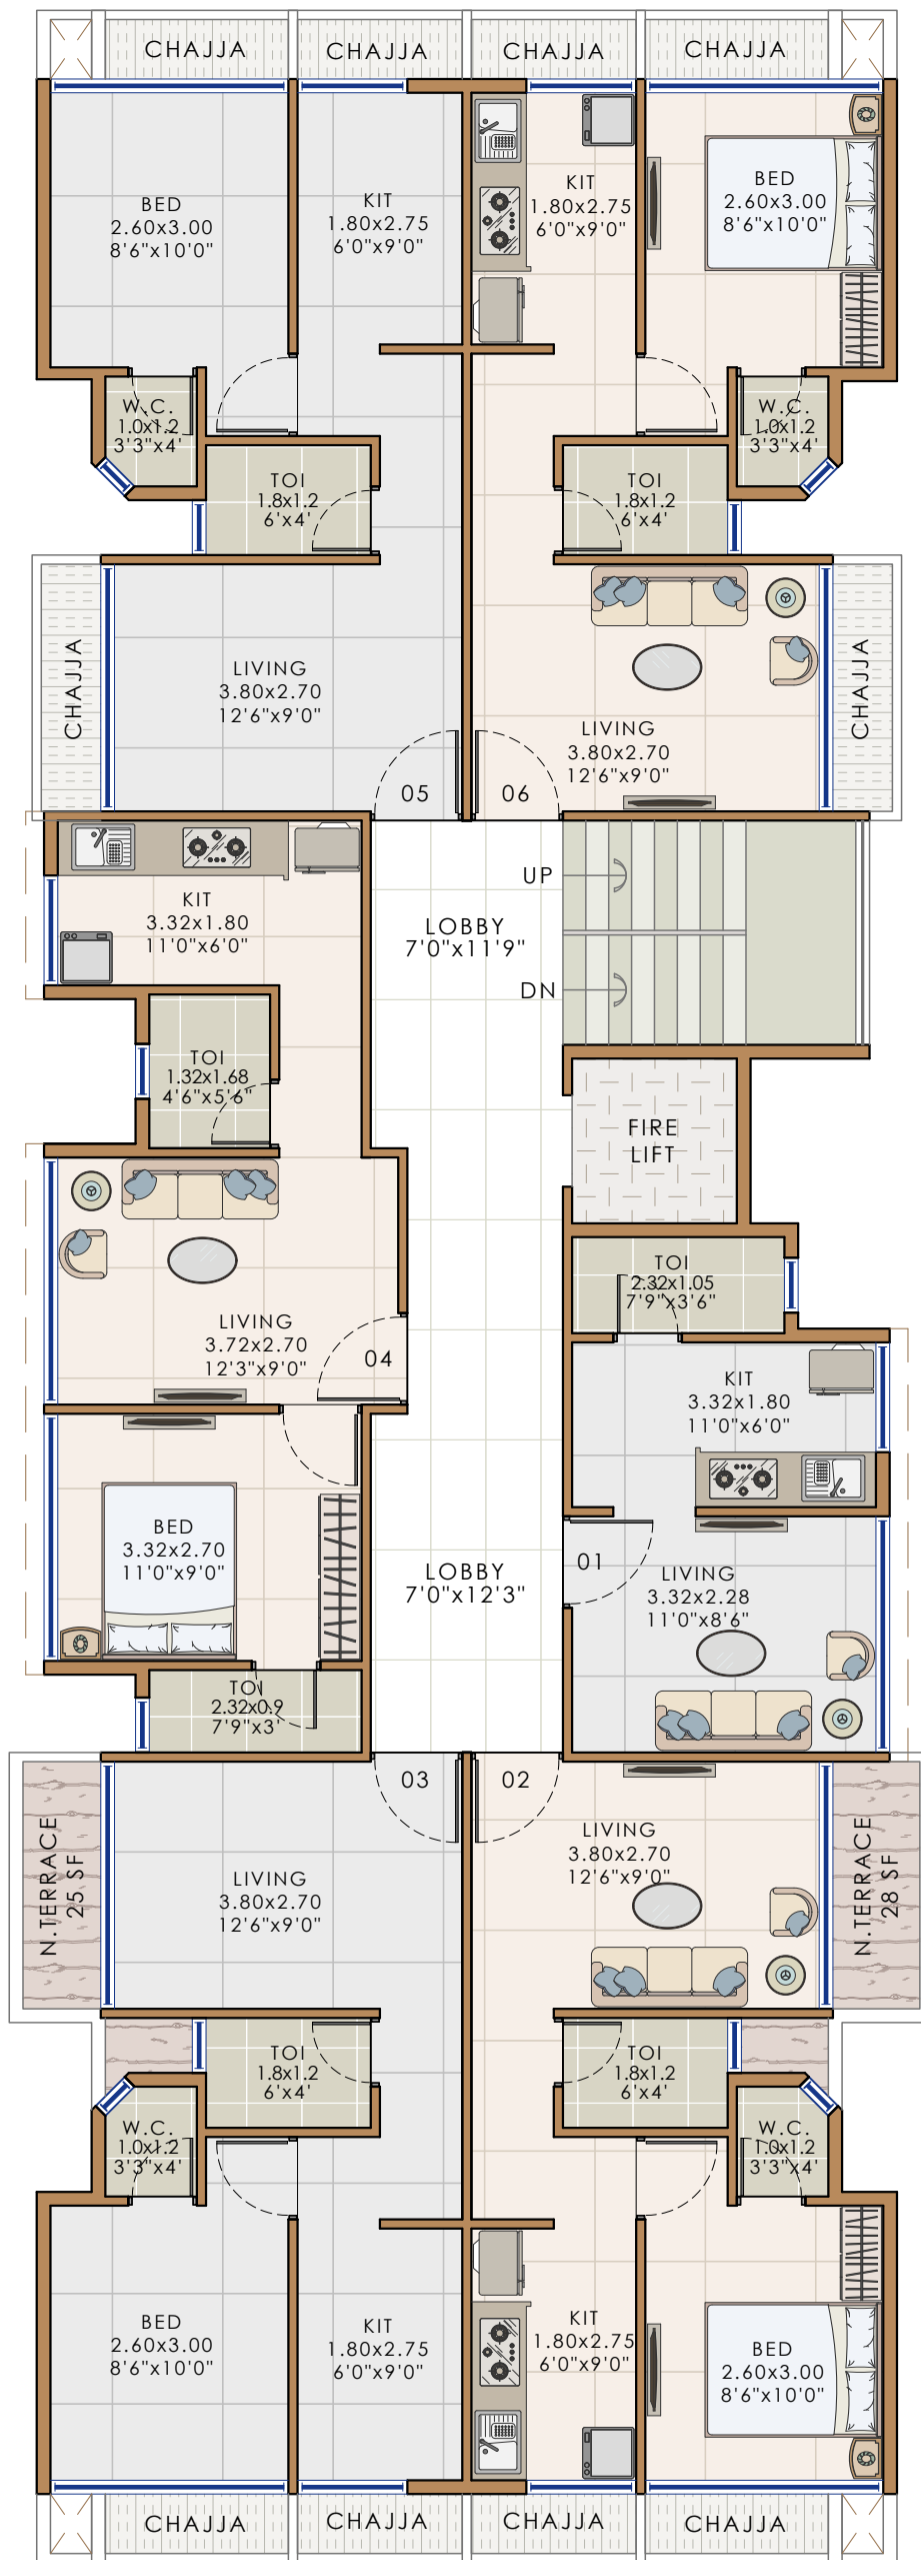 CHAJJA
CHAJJA
CHAJJA
CHAJJA
BED
2.60x3.00
8'6"x10'0"
KIT
1.80x2.75
6'0"x9'0"
KIT
1.80x2.75
6'0"x9'0"
BED
2.60x3.00
8'6"x10'0"
W.C.
1.0x1.2
3'3"x4'
TOI
1.8x1.2
6'x4'
TOI
1.8x1.2
6'x4'
W.C.
1.0x1.2
3'3"x4'
CHAJJA
LIVING
3.80x2.70
12'6"x9'0"
LIVING
3.80x2.70
12'6"x9'0"
CHAJJA
05
06
KIT
3.32x1.80
11'0"x6'0"
LOBBY
7'0"x11'9"
UP
DN
TOI
1.32x1.68
4'6"x5'6"
FIRE
LIFT
TOI
2.32x1.05
7'9"x3'6"
LIVING
3.72x2.70
12'3"x9'0"
04
KIT
3.32x1.80
11'0"x6'0"
BED
3.32x2.70
11'0"x9'0"
LOBBY
7'0"x12'3"
01
LIVING
3.32x2.28
11'0"x8'6"
TOI
2.32x0.9
7'9"x3'
03
02
N.TERRACE
25 SF
LIVING
3.80x2.70
12'6"x9'0"
LIVING
3.80x2.70
12'6"x9'0"
N.TERRACE
28 SF
TOI
1.8x1.2
6'x4'
TOI
1.8x1.2
6'x4'
W.C.
1.0x1.2
3'3"x4'
W.C.
1.0x1.2
3'3"x4'
BED
2.60x3.00
8'6"x10'0"
KIT
1.80x2.75
6'0"x9'0"
KIT
1.80x2.75
6'0"x9'0"
BED
2.60x3.00
8'6"x10'0"
CHAJJA
CHAJJA
CHAJJA
CHAJJA